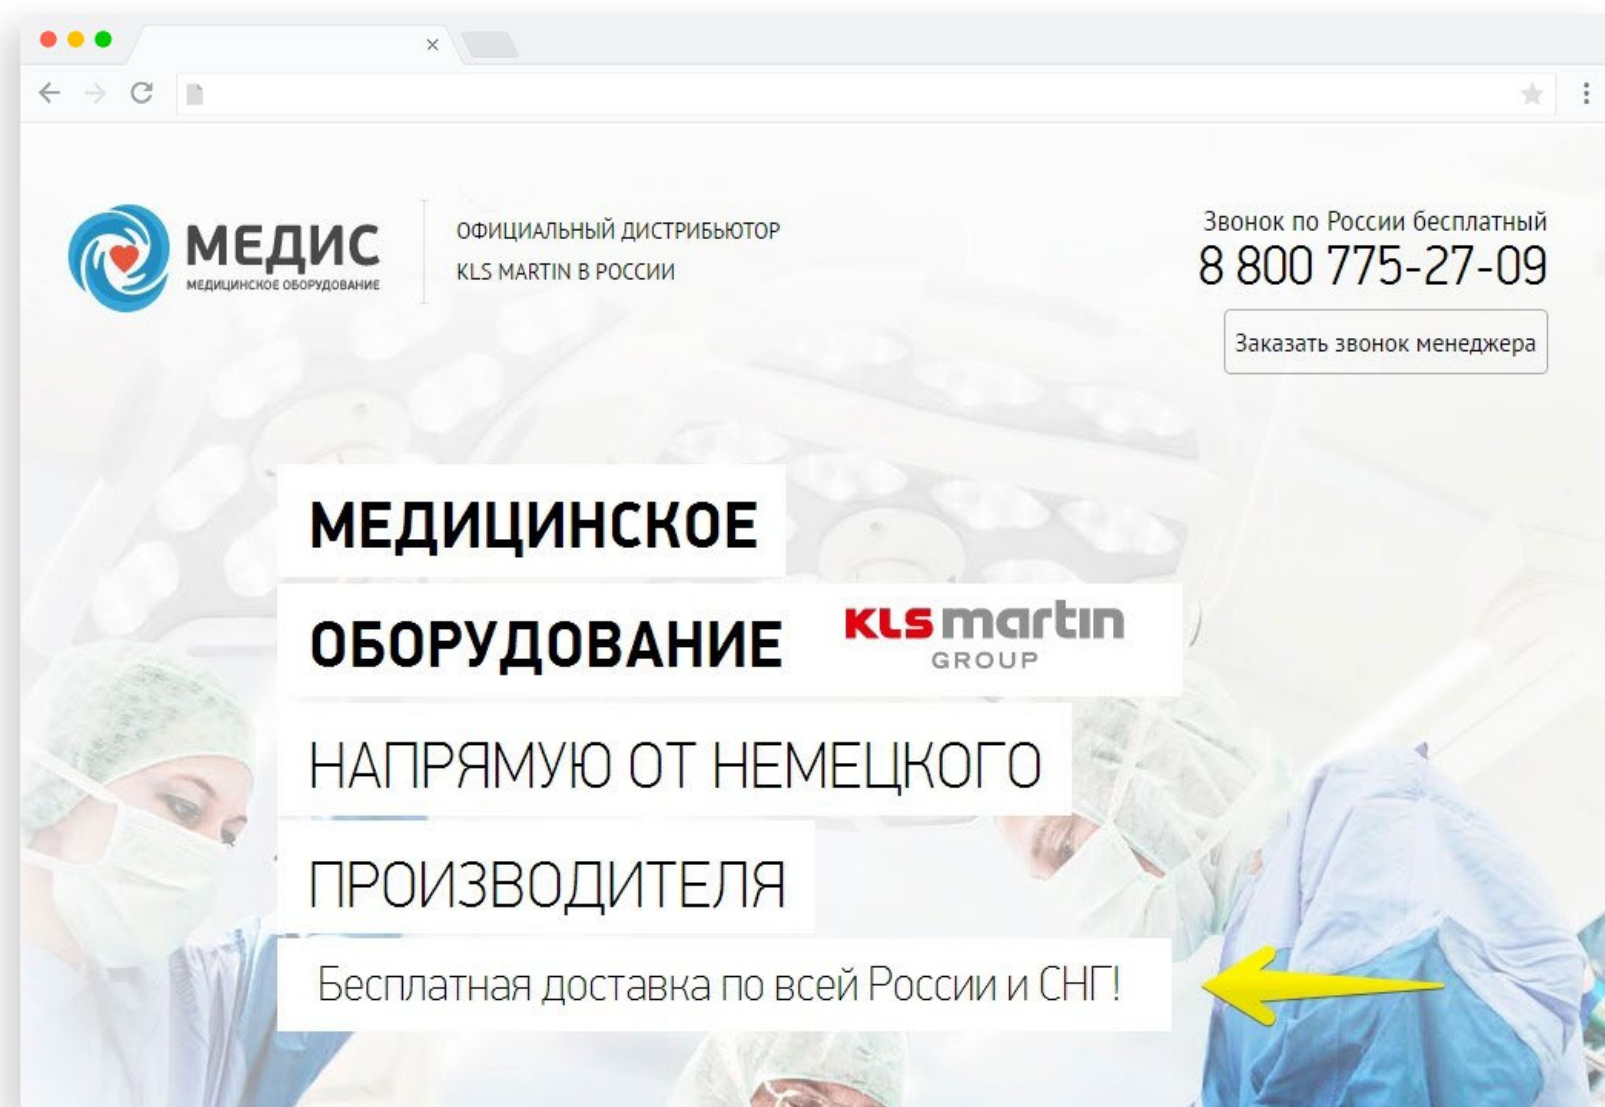 МЕДИС
МЕДИЦИНСКОЕ ОБОРУДОВАНИЕ
ОФИЦИАЛЬНЫЙ ДИСТРИБЬЮТОР
KLS MARTIN В РОССИИ
Звонок по России бесплатный
8 800 775-27-09
Заказать звонок менеджера
МЕДИЦИНСКОЕ
ОБОРУДОВАНИЕ
KLS martin
GROUP
НАПРЯМУЮ ОТ НЕМЕЦКОГО
ПРОИЗВОДИТЕЛЯ
Бесплатная доставка по всей России и СНГ!